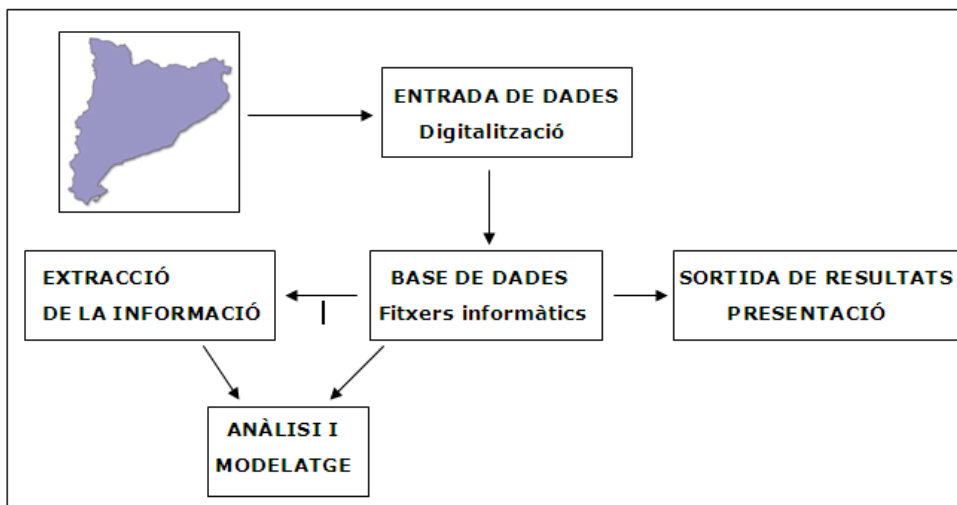 ENTRADA DE DADES
Digitalització
EXTRACCIÓ
DE LA INFORMACIÓ
BASE DE DADES
Fitxers informàtics
SORTIDA DE RESULTATS
PRESENTACIÓ
ANÀLISI I
MODELATGE